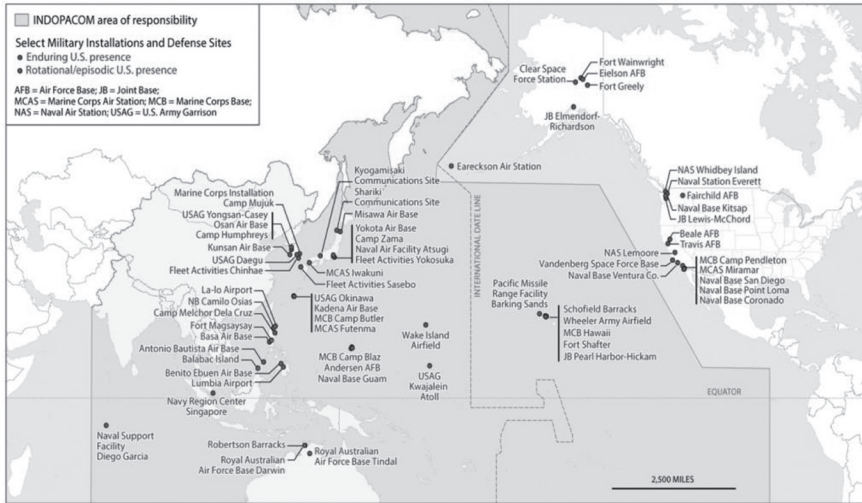 INDOPACOM area of responsibility
Select Military Installations and Defense Sites
Enduring U.S. presence
Rotational/episodic U.S. presence
AFB = Air Force Base; JB = Joint Base;
MCAS = Marine Corps Air Station; MCB = Marine Corps Base;
NAS = Naval Air Station; USAG = U.S. Army Garrison
Clear Space
Force Station
Fort Wainwright
Eielson AFB
Fort Greely
JB Elmendorf-
Richardson
Eareckson Air Station
NAS Whidbey Island
Naval Station Everett
Fairchild AFB
Naval Base Kitsap
JB Lewis-McChord
Beale AFB
Travis AFB
NAS Lemoore
Vandenberg Space Force Base
Naval Base Ventura Co.
MCB Camp Pendleton
MCAS Miramar
Naval Base San Diego
Naval Base Point Loma
Naval Base Coronado
Kyogamisaki
Communications Site
Shariki
Communications Site
Misawa Air Base
Yokota Air Base
Camp Zama
Naval Air Facility Atsugi
Fleet Activities Yokosuka
MCAS Iwakuni
Fleet Activities Sasebo
Marine Corps Installation
Camp Mujuk
USAG Yongsan-Casey
Osan Air Base
Camp Humphreys
Kunsan Air Base
USAG Daegu
Fleet Activities Chinhae
USAG Okinawa
Kadena Air Base
MCB Camp Butler
MCAS Futenma
La-lo Airport
NB Camilo Osias
Camp Melchor Dela Cruz
Fort Magsaysay
Basa Air Base
Antonio Bautista Air Base
Balabac Island
Benito Ebuen Air Base
Lumbia Airport
Navy Region Center
Singapore
MCB Camp Blaz
Andersen AFB
Naval Base Guam
Wake Island
Airfield
USAG
Kwajalein
Atoll
INTERNATIONAL DATE LINE
Pacific Missile
Range Facility
Barking Sands
Schofield Barracks
Wheeler Army Airfield
MCB Hawaii
Fort Shafter
JB Pearl Harbor-Hickam
EQUATOR
Naval Support
Facility
Diego Garcia
Robertson Barracks
Royal Australian
Air Force Base Darwin
Royal Australian
Air Force Base Tindal
2,500 MILES